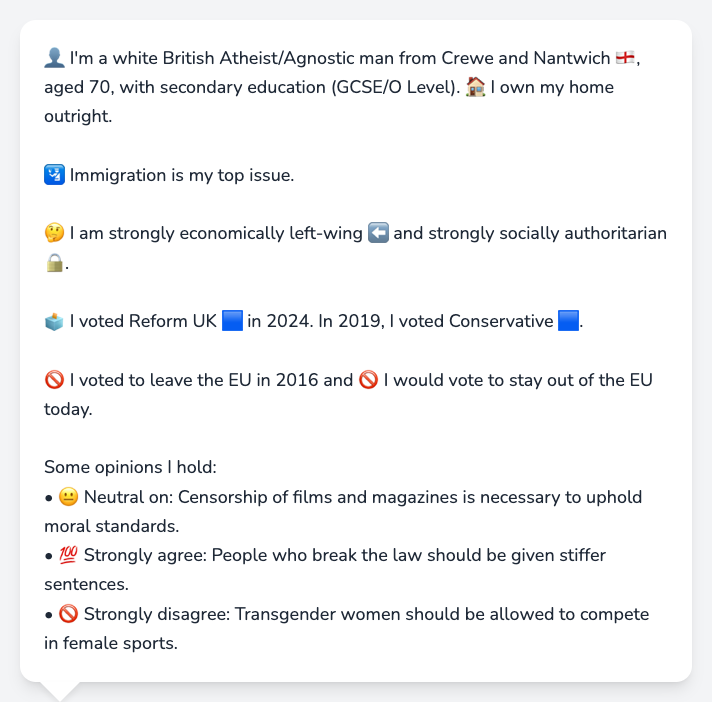 👤 I'm a white British Atheist/Agnostic man from Crewe and Nantwich 🏴󠁧󠁢󠁥󠁮󠁧󠁿,
aged 70, with secondary education (GCSE/O Level). 🏠 I own my home
outright.
🛂 Immigration is my top issue.
🤔 I am strongly economically left-wing ⬅️ and strongly socially authoritarian
🔒.
🗳️ I voted Reform UK 🟦 in 2024. In 2019, I voted Conservative 🟦.
🚫 I voted to leave the EU in 2016 and 🚫 I would vote to stay out of the EU
today.
Some opinions I hold:
• 😐 Neutral on: Censorship of films and magazines is necessary to uphold
moral standards.
• 💯 Strongly agree: People who break the law should be given stiffer
sentences.
• 🚫 Strongly disagree: Transgender women should be allowed to compete
in female sports.